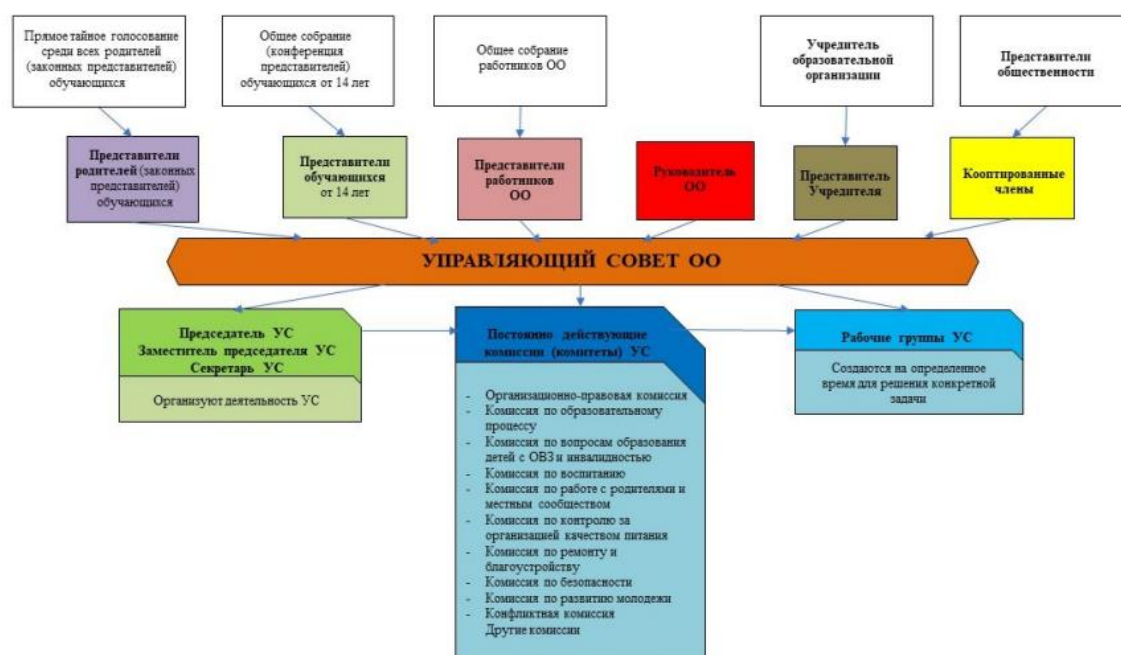 Прямое тайное голосование
среди всех родителей
(законных представителей)
обучающихся
Общее собрание
(конференция
представителей)
обучающихся от 14 лет
Общее собрание
работников ОО
Учредитель
образовательной
организации
Представители
общественности
Представители
родителей (законных
представителей)
обучающихся
Представители
обучающихся
от 14 лет
Представители
работников
ОО
Руководитель
ОО
Представитель
Учредителя
Кооптированные
члены
УПРАВЛЯЮЩИЙ СОВЕТ ОО
Председатель УС
Заместитель председателя УС
Секретарь УС
Организуют деятельность УС
Постоянно действующие
комиссии (комитеты) УС
- Организационно-правовая комиссия
- Комиссия по образовательному
процессу
- Комиссия по вопросам образования
детей с ОВЗ и инвалидностью
- Комиссия по воспитанию
- Комиссия по работе с родителями и
местным сообществом
- Комиссия по контролю за
организацией качеством питания
- Комиссия по ремонту и
благоустройству
- Комиссия по безопасности
- Комиссия по развитию молодежи
- Конфликтная комиссия
Другие комиссии
Рабочие группы УС
Создаются на определенное
время для решения конкретной
задачи